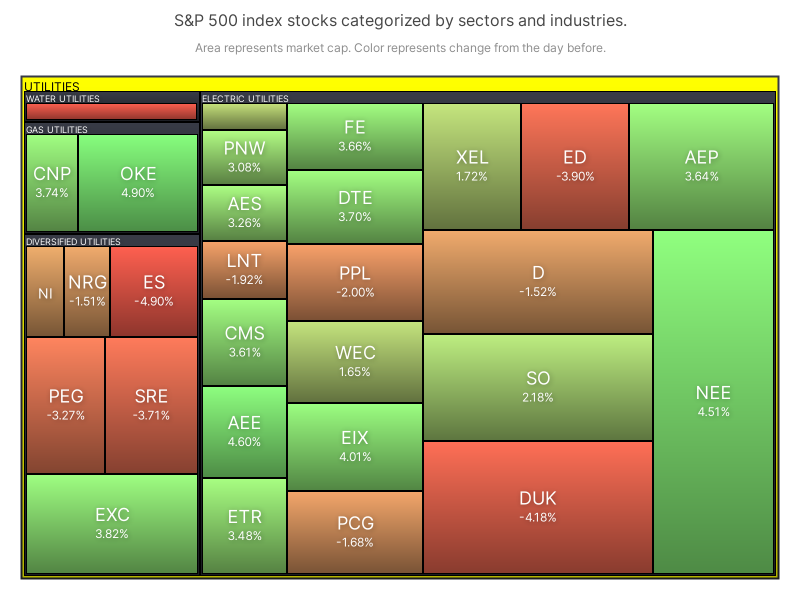 S&P 500 index stocks categorized by sectors and industries.
Area represents market cap. Color represents change from the day before.
UTILITIES
WATER UTILITIES
GAS UTILITIES
CNP
3.74%
OKE
4.90%
DIVERSIFIED UTILITIES
NI
NRG
-1.51%
ES
-4.90%
PEG
-3.27%
SRE
-3.71%
EXC
3.82%
ELECTRIC UTILITIES
PNW
3.08%
AES
3.26%
LNT
-1.92%
CMS
3.61%
AEE
4.60%
ETR
3.48%
FE
3.66%
DTE
3.70%
PPL
-2.00%
WEC
1.65%
EIX
4.01%
PCG
-1.68%
XEL
1.72%
ED
-3.90%
AEP
3.64%
D
-1.52%
SO
2.18%
DUK
-4.18%
NEE
4.51%